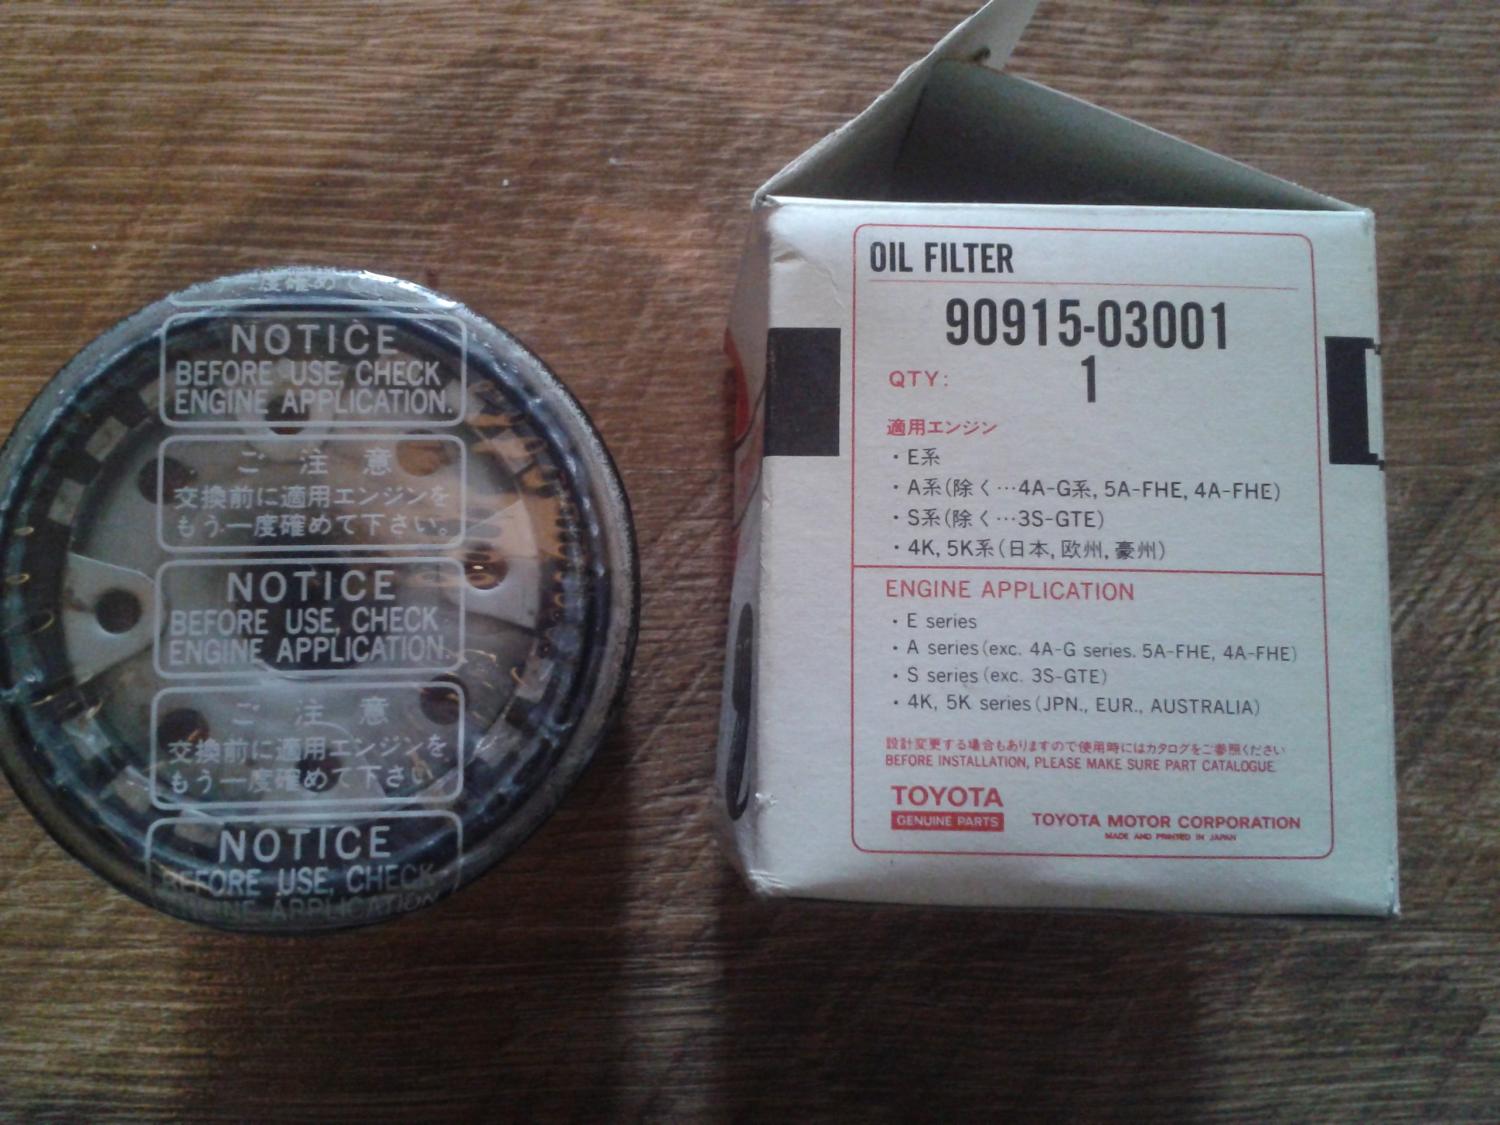 度確めて
NOTICE
BEFORE USE, CHECK
ENGINE APPLICATION.
ご 注 意
交換前に適用エンジンを
もう一度確めて下さい。
NOTICE
BEFORE USE, CHECK
ENGINE APPLICATION.
ご 注 意
交換前に適用エンジンを
もう一度確めて下さい。
NOTICE
BEFORE USE, CHECK
ENGINE APPLICATION
OIL FILTER
90915-03001
QTY: 1
適用エンジン
・E系
・A系(除く…4A-G系, 5A-FHE, 4A-FHE)
・S系(除く…3S-GTE)
・4K, 5K系(日本, 欧州, 豪州)
ENGINE APPLICATION
・E series
・A series (exc. 4A-G series. 5A-FHE, 4A-FHE)
・S series (exc. 3S-GTE)
・4K, 5K series (JPN., EUR., AUSTRALIA)
設計変更する場合もありますので使用時にはカタログをご参照ください
BEFORE INSTALLATION, PLEASE MAKE SURE PART CATALOGUE.
TOYOTA
GENUINE PARTS
TOYOTA MOTOR CORPORATION
MADE AND PRINTED IN JAPAN